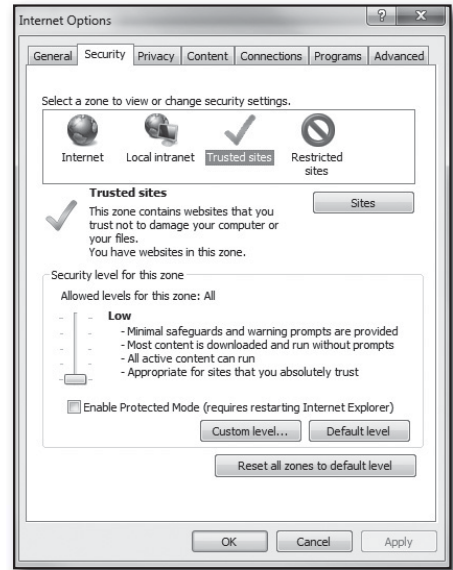 Internet Options
General Security Privacy Content Connections Programs Advanced
Select a zone to view or change security settings.
Internet Local intranet Trusted sites Restricted
sites
Trusted sites
Sites
This zone contains websites that you
trust not to damage your computer or
your files.
You have websites in this zone.
Security level for this zone
Allowed levels for this zone: All
Low
- Minimal safeguards and warning prompts are provided
- Most content is downloaded and run without prompts
- All active content can run
- Appropriate for sites that you absolutely trust
Enable Protected Mode (requires restarting Internet Explorer)
Custom level... Default level
Reset all zones to default level
OK Cancel Apply